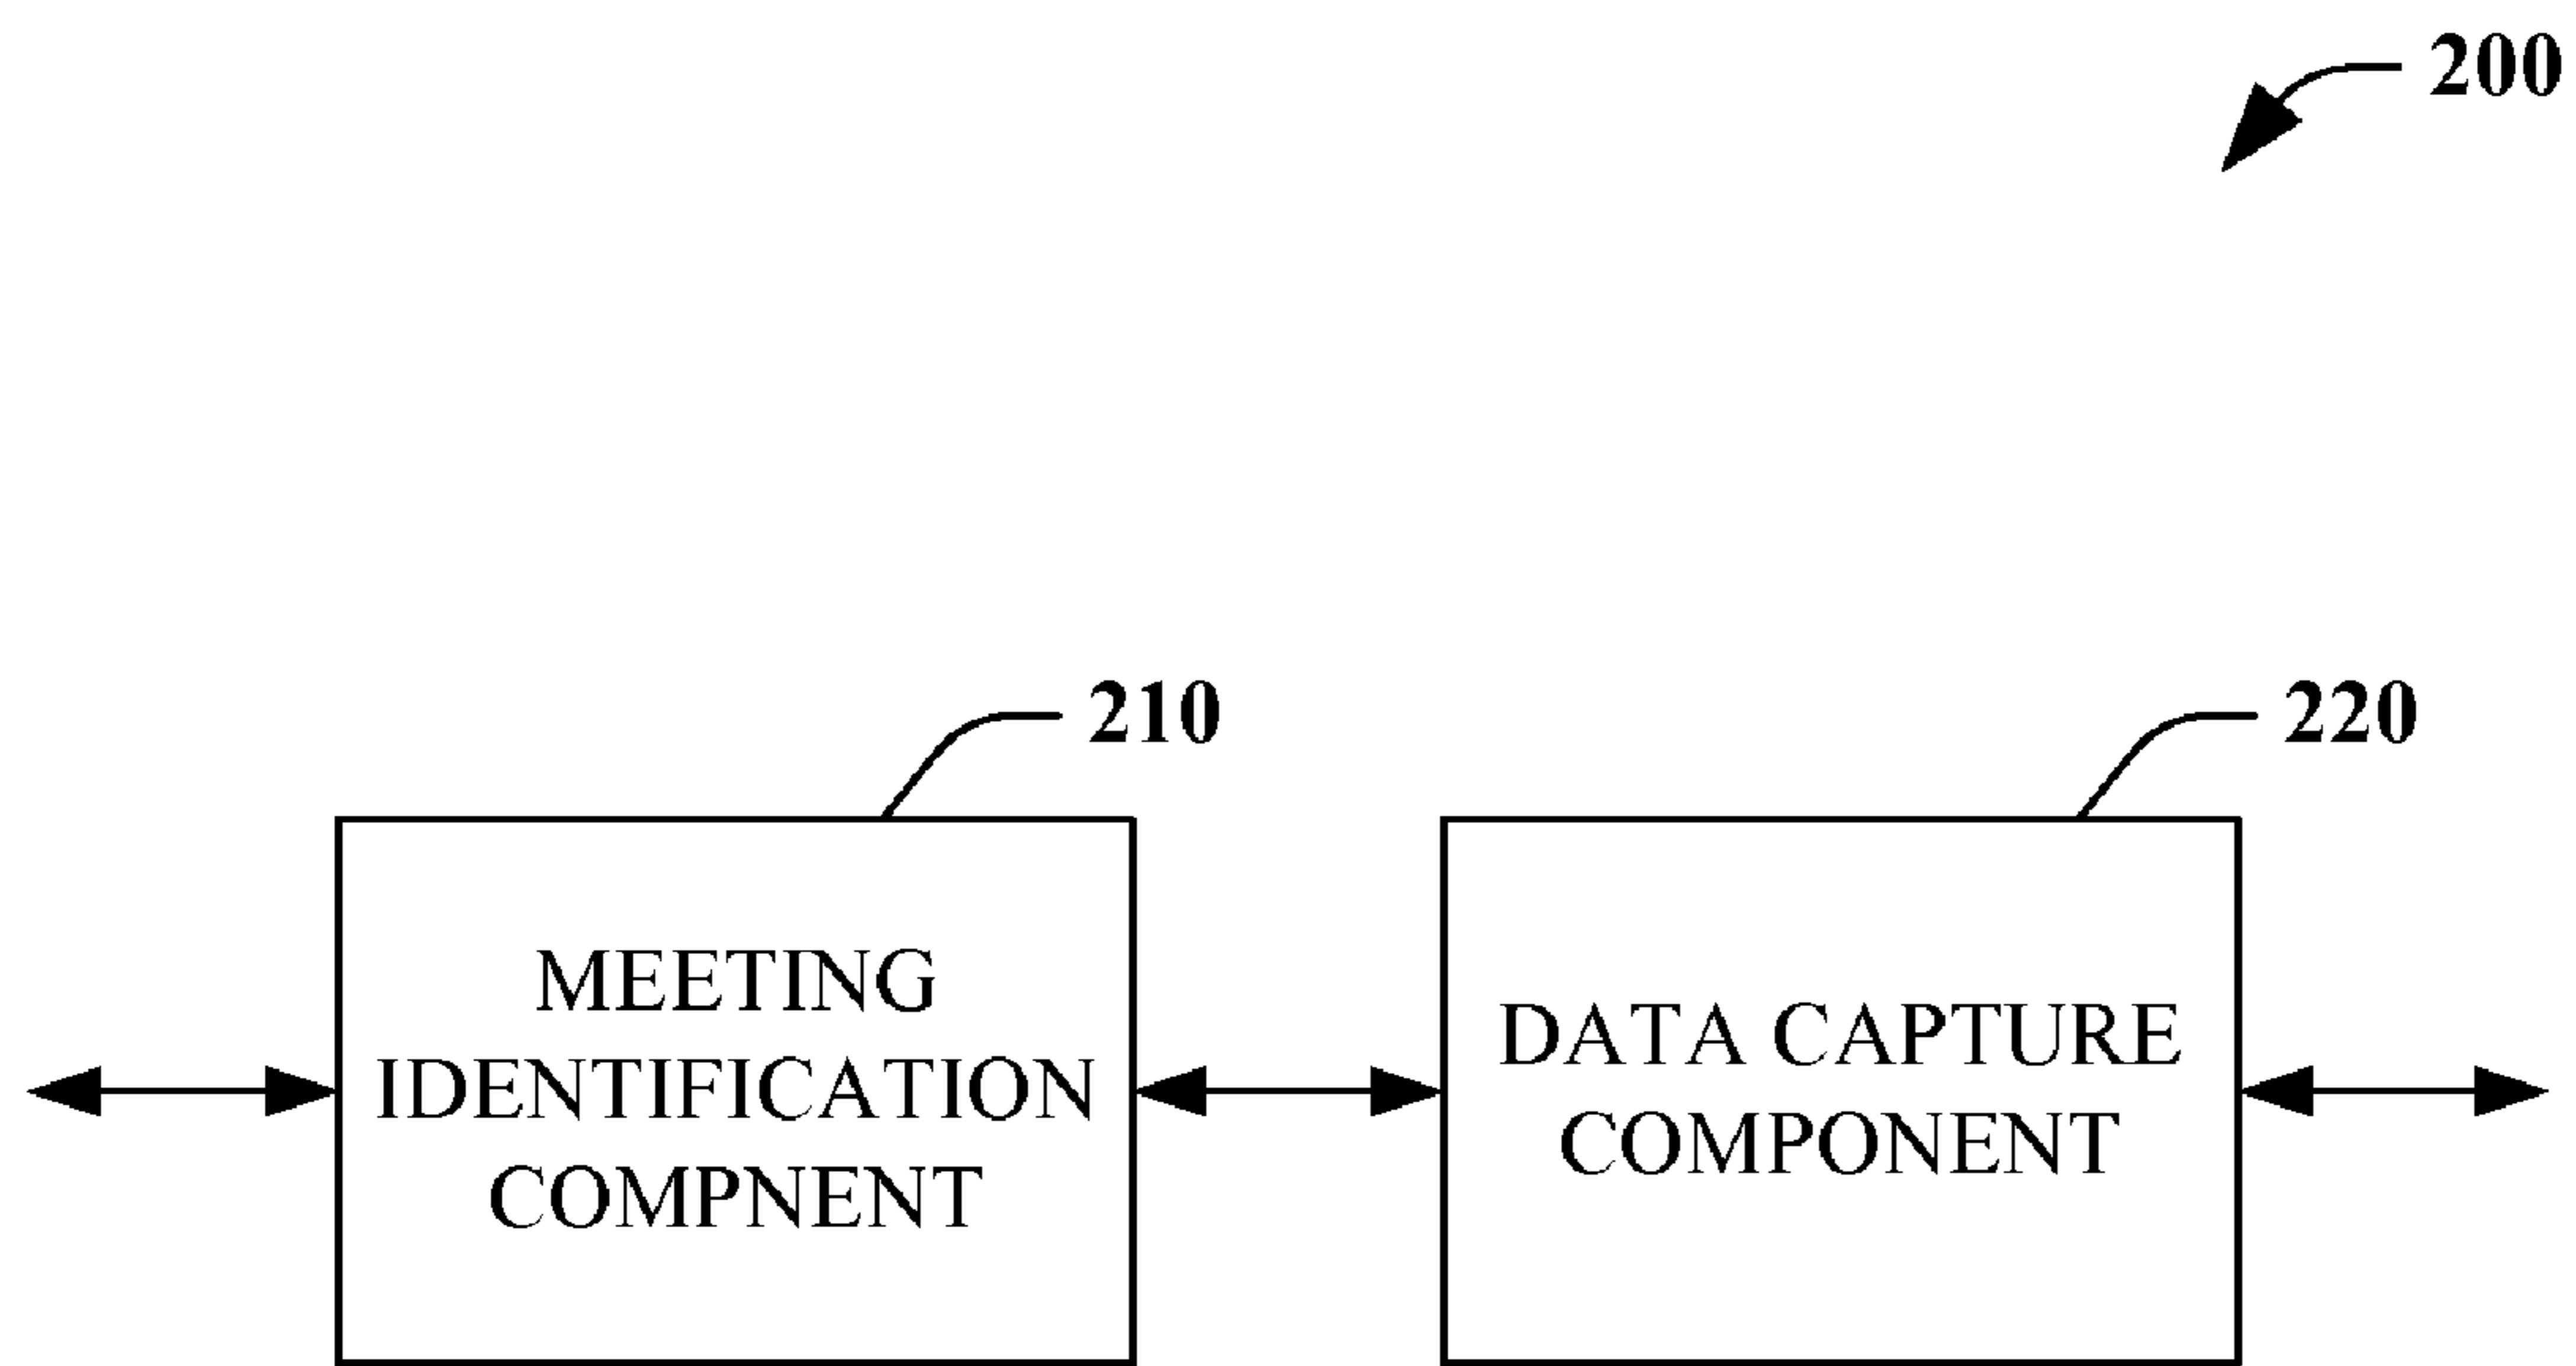 200
210
220
MEETING
IDENTIFICATION
COMPNENT
DATA CAPTURE
COMPONENT